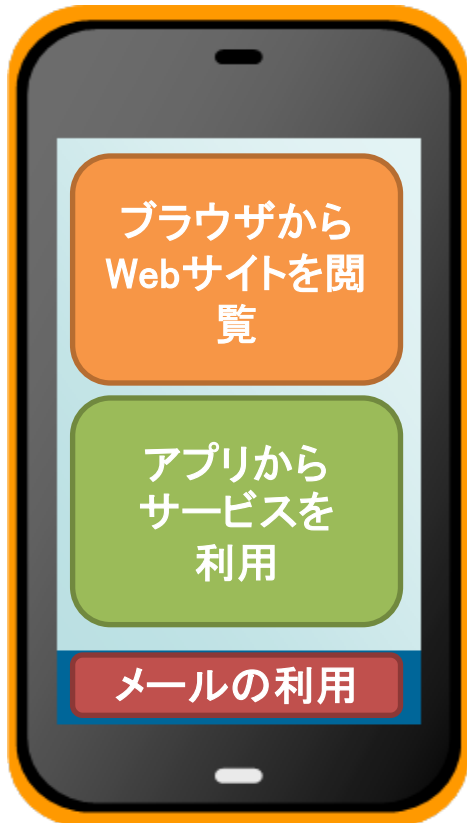 ブラウザから
Webサイトを閲
覧
アプリから
サービスを
利用
メールの利用